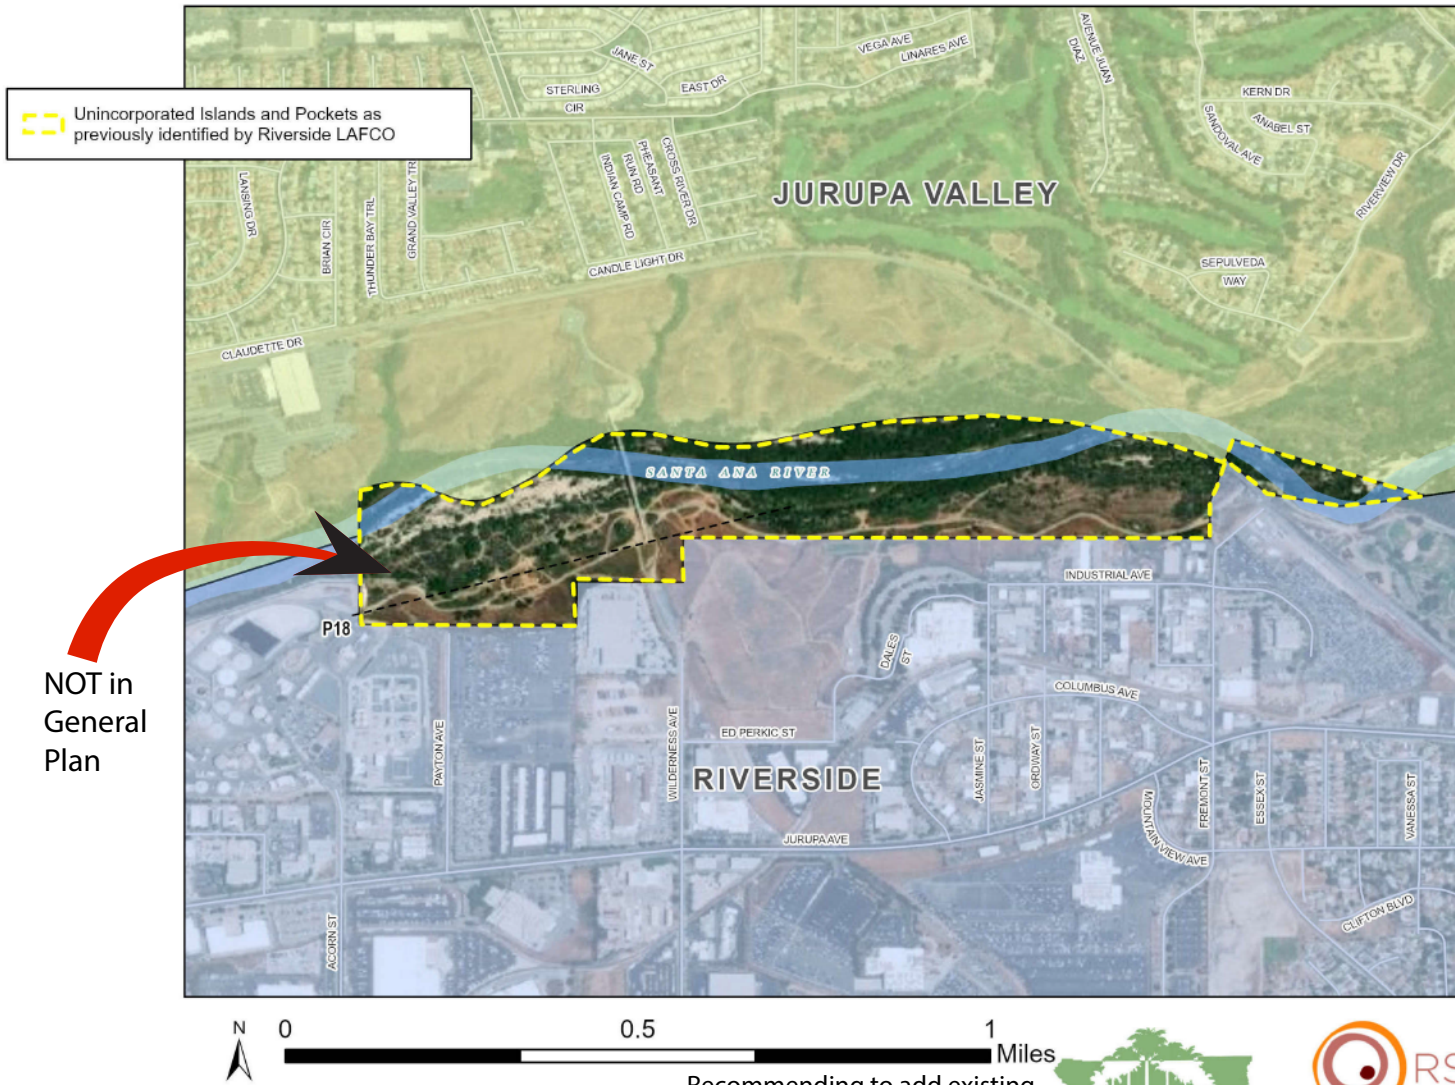 Unincorporated Islands and Pockets as
previously identified by Riverside LAFCO
JANE ST
STERLING
CIR
EAST DR
VEGA AVE
LINARES AVE
AVENUE JUAN
DIAZ
KERN DR
ANABEL ST
SANDOVAL AVE
RIVERVIEW DR
LANSING DR
BRIAN CIR
THUNDER BAY TRL
GRAND VALLEY TR
INDIAN CAMP RD
PHEASANT
RUN RD
CROSS RIVER DR
JURUPA VALLEY
CANDLE LIGHT DR
SEPULVEDA
WAY
CLAUDETTE DR
SANTA ANA RIVER
P18
NOT in
General
Plan
INDUSTRIAL AVE
DALES
ST
COLUMBUS AVE
PAYTON AVE
WILDERNESS AVE
ED PERKIC ST
RIVERSIDE
JASMINE ST
ORDWAY ST
MOUNTAIN VIEW AVE
FREMONT ST
ESSEX ST
VANESSA ST
JURUPA AVE
ACORN ST
CLIFTON BLVD
N
0 0.5 1
Miles
Recommending to add existing
RS